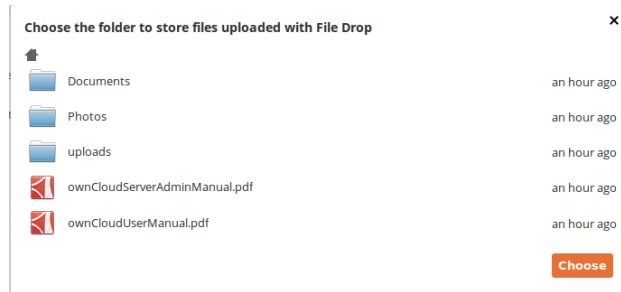 Choose the folder to store files uploaded with File Drop
Documents an hour ago
Photos an hour ago
uploads an hour ago
ownCloudServerAdminManual.pdf an hour ago
ownCloudUserManual.pdf an hour ago
Choose